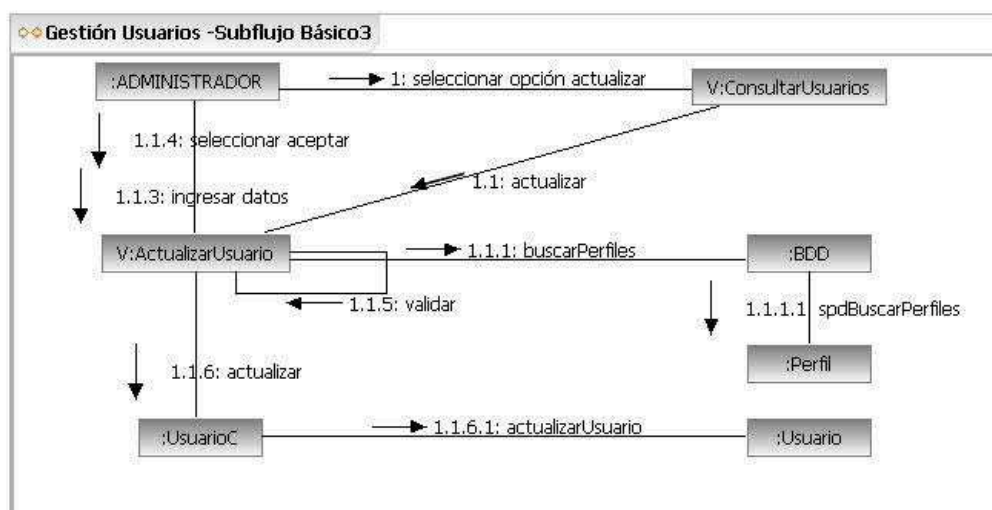 Gestión Usuarios -Subflujo Básico3
:ADMINISTRADOR
1: seleccionar opción actualizar
V:ConsultarUsuarios
1.1.4: seleccionar aceptar
1.1: actualizar
1.1.3: ingresar datos
V:ActualizarUsuario
1.1.1: buscarPerfiles
:BDD
1.1.5: validar
1.1.1.1 spdBuscarPerfiles
:Perfil
1.1.6: actualizar
:UsuarioC
1.1.6.1: actualizarUsuario
:Usuario